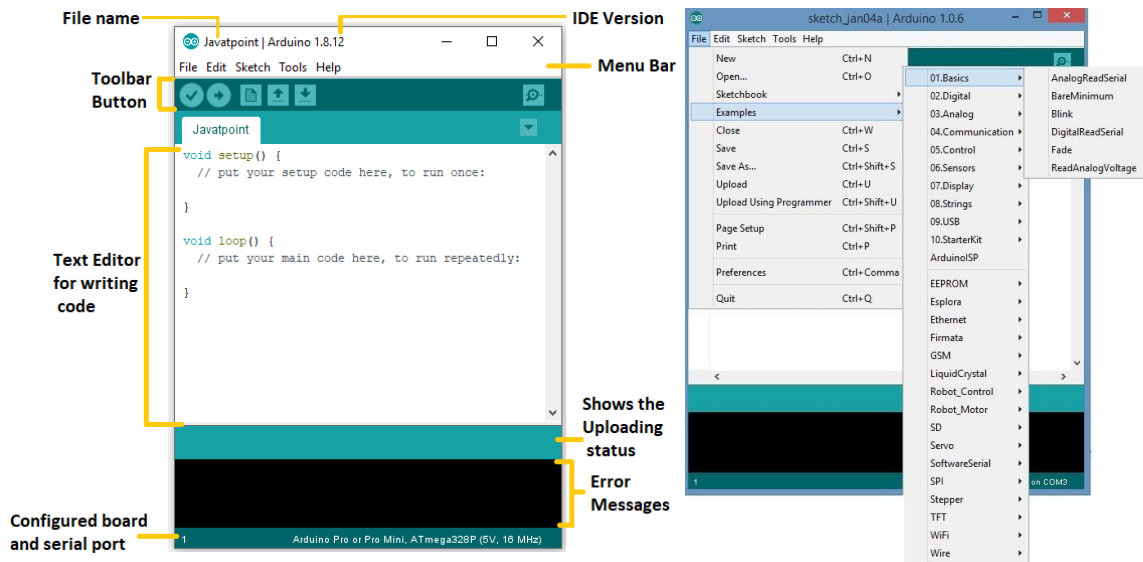 File name
IDE Version
Javatpoint | Arduino 1.8.12
File Edit Sketch Tools Help
Menu Bar
Toolbar
Button
Javatpoint
void setup() {
// put your setup code here, to run once:
}
void loop() {
// put your main code here, to run repeatedly:
}
Text Editor
for writing
code
Shows the
Uploading
status
Error
Messages
Configured board
and serial port
1
Arduino Pro or Pro Mini, ATmega328P (5V, 16 MHz)
sketch_jan04a | Arduino 1.0.6
File Edit Sketch Tools Help
New Ctrl+N
Open... Ctrl+O
Sketchbook
Examples
Close Ctrl+W
Save Ctrl+S
Save As... Ctrl+Shift+S
Upload Ctrl+U
Upload Using Programmer Ctrl+Shift+U
Page Setup Ctrl+Shift+P
Print Ctrl+P
Preferences Ctrl+Comma
Quit Ctrl+Q
01.Basics
02.Digital
03.Analog
04.Communication
05.Control
06.Sensors
07.Display
08.Strings
09.USB
10.StarterKit
ArduinoISP
EEPROM
Esplora
Ethernet
Firmata
GSM
LiquidCrystal
Robot_Control
Robot_Motor
SD
Servo
SoftwareSerial
SPI
Stepper
TFT
WiFi
Wire
AnalogReadSerial
BareMinimum
Blink
DigitalReadSerial
Fade
ReadAnalogVoltage
1
on COM3